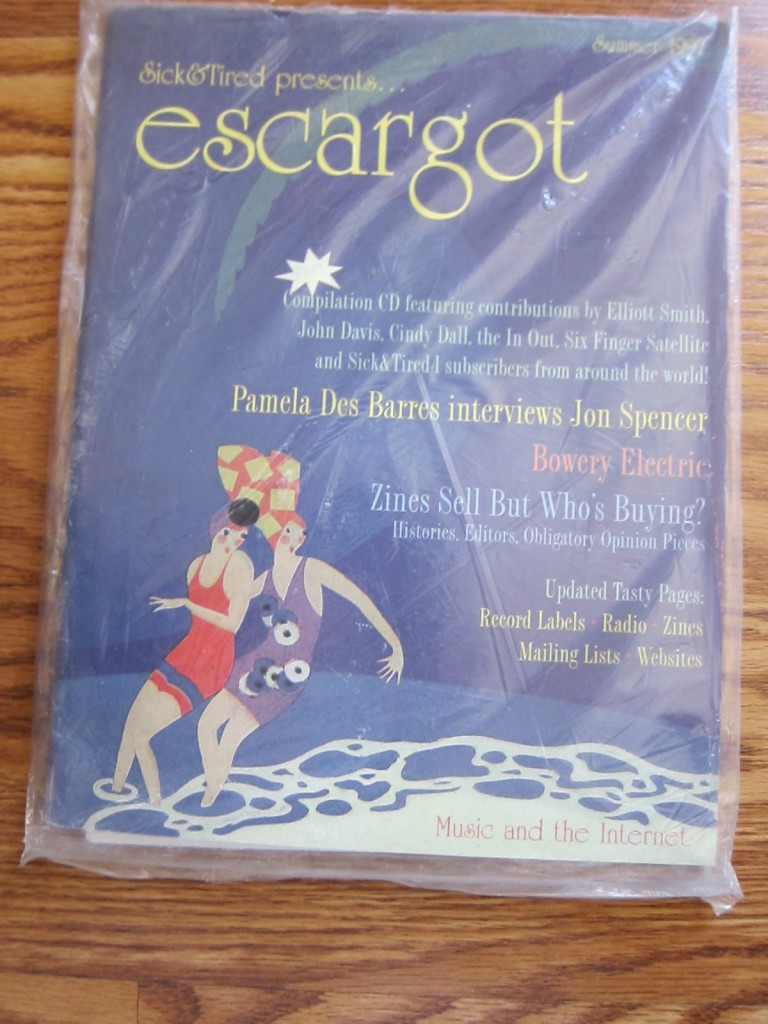 Summer 1997
Sick&Tired presents...
escargot
Compilation CD featuring contributions by Elliott Smith,
John Davis, Cindy Dall, the In Out, Six Finger Satellite
and Sick&Tired-l subscribers from around the world!
Pamela Des Barres interviews Jon Spencer
Bowery Electric
Zines Sell But Who's Buying?
Histories, Editors, Obligatory Opinion Pieces
Updated Tasty Pages:
Record Labels · Radio · Zines
Mailing Lists · Websites
Music and the Internet